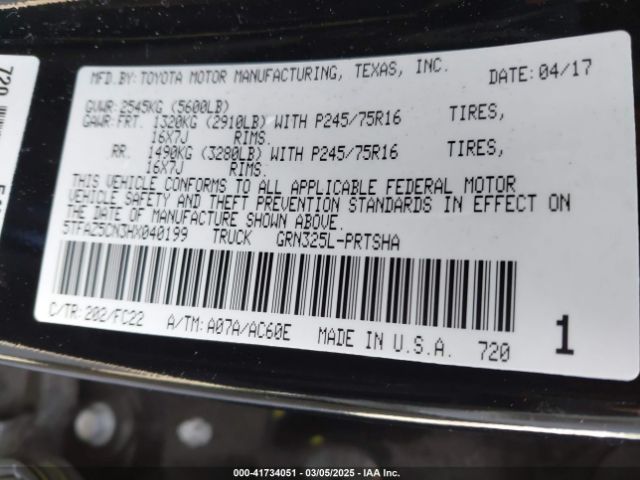 MFD.BY:TOYOTA MOTOR MANUFACTURING, TEXAS, INC. DATE:04/17
GVWR:2545KG (5600LB)
GAWR:FRT. 1320KG (2910LB) WITH P245/75R16 TIRES,
16X7J RIMS.
RR. 1490KG (3280LB) WITH P245/75R16 TIRES,
16X7J RIMS.
THIS VEHICLE CONFORMS TO ALL APPLICABLE FEDERAL MOTOR
VEHICLE SAFETY AND THEFT PREVENTION STANDARDS IN EFFECT ON
THE DATE OF MANUFACTURE SHOWN ABOVE.
5TFAZ5CN3HX040199 TRUCK GRN325L-PRTSHA
C/TR:202/FC22 A/TM:A07A/AC60E MADE IN U.S.A. 720 1
720
000-41734051 | 03/05/2025 | IAA Inc.